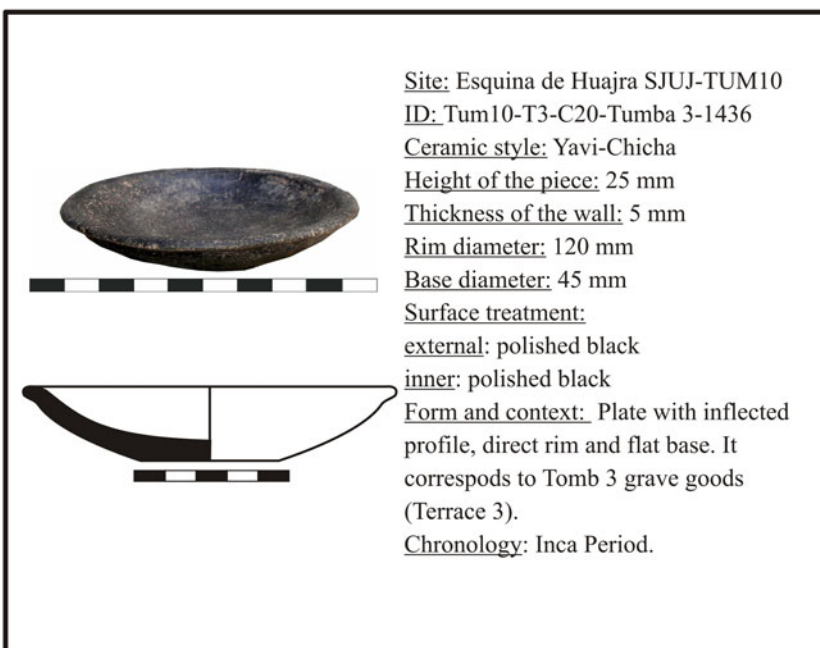 Site: Esquina de Huajra SJUJ-TUM10
ID: Tum10-T3-C20-Tumba 3-1436
Ceramic style: Yavi-Chicha
Height of the piece: 25 mm
Thickness of the wall: 5 mm
Rim diameter: 120 mm
Base diameter: 45 mm
Surface treatment:
external: polished black
inner: polished black
Form and context: Plate with inflected
profile, direct rim and flat base. It
correspods to Tomb 3 grave goods
(Terrace 3).
Chronology: Inca Period.